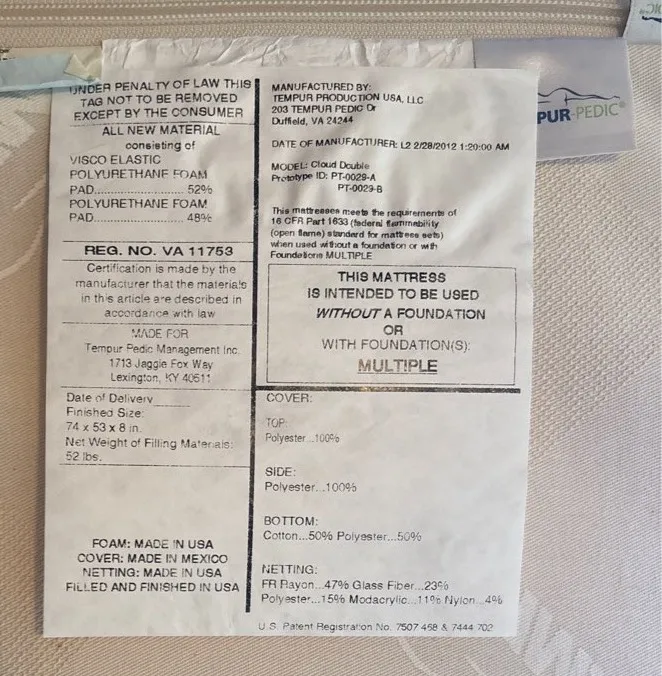 UNDER PENALTY OF LAW THIS
TAG NOT TO BE REMOVED
EXCEPT BY THE CONSUMER
ALL NEW MATERIAL
consisting of
VISCO ELASTIC
POLYURETHANE FOAM
PAD......................52%
POLYURETHANE FOAM
PAD......................48%
REG. NO. VA 11753
Certification is made by the
manufacturer that the materials
in this article are described in
accordance with law
MADE FOR
Tempur Pedic Management Inc.
1713 Jaggie Fox Way
Lexington, KY 40511
Date of Delivery
Finished Size:
74 x 53 x 8 in.
Net Weight of Filling Materials:
52 lbs.
FOAM: MADE IN USA
COVER: MADE IN MEXICO
NETTING: MADE IN USA
FILLED AND FINISHED IN USA
MANUFACTURED BY:
TEMPUR PRODUCTION USA, LLC
203 TEMPUR PEDIC Dr
Duffield, VA 24244
DATE OF MANUFACTURER: L2 2/28/2012 1:20:00 AM
MODEL: Cloud Double
Prototype ID: PT-0029-A
PT-0029-B
This mattresses meets the requirements of
16 CFR Part 1633 (federal flammability
(open flame) standard for mattress sets)
when used without a foundation or with
Foundations MULTIPLE
THIS MATTRESS
IS INTENDED TO BE USED
WITHOUT A FOUNDATION
OR
WITH FOUNDATION(S):
MULTIPLE
COVER:
TOP:
Polyester...100%
SIDE:
Polyester...100%
BOTTOM:
Cotton...50% Polyester...50%
NETTING:
FR Rayon...47% Glass Fiber...23%
Polyester...15% Modacrylic...11% Nylon...4%
U.S. Patent Registration No. 7507 468 & 7444 702
PUR-PEDIC®